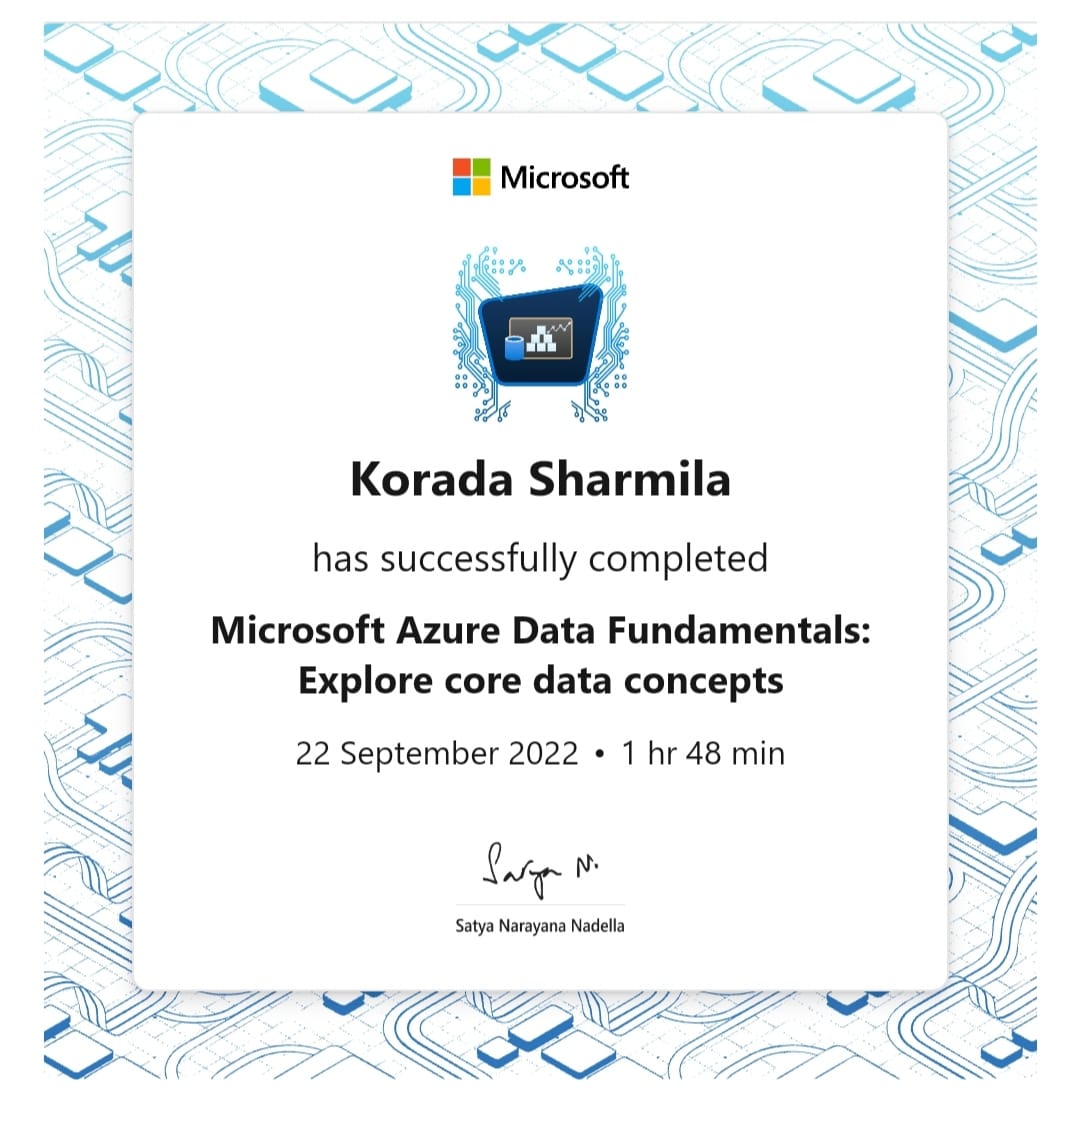 Microsoft
Korada Sharmila
has successfully completed
Microsoft Azure Data Fundamentals:
Explore core data concepts
22 September 2022 • 1 hr 48 min
Satya N.
Satya Narayana Nadella